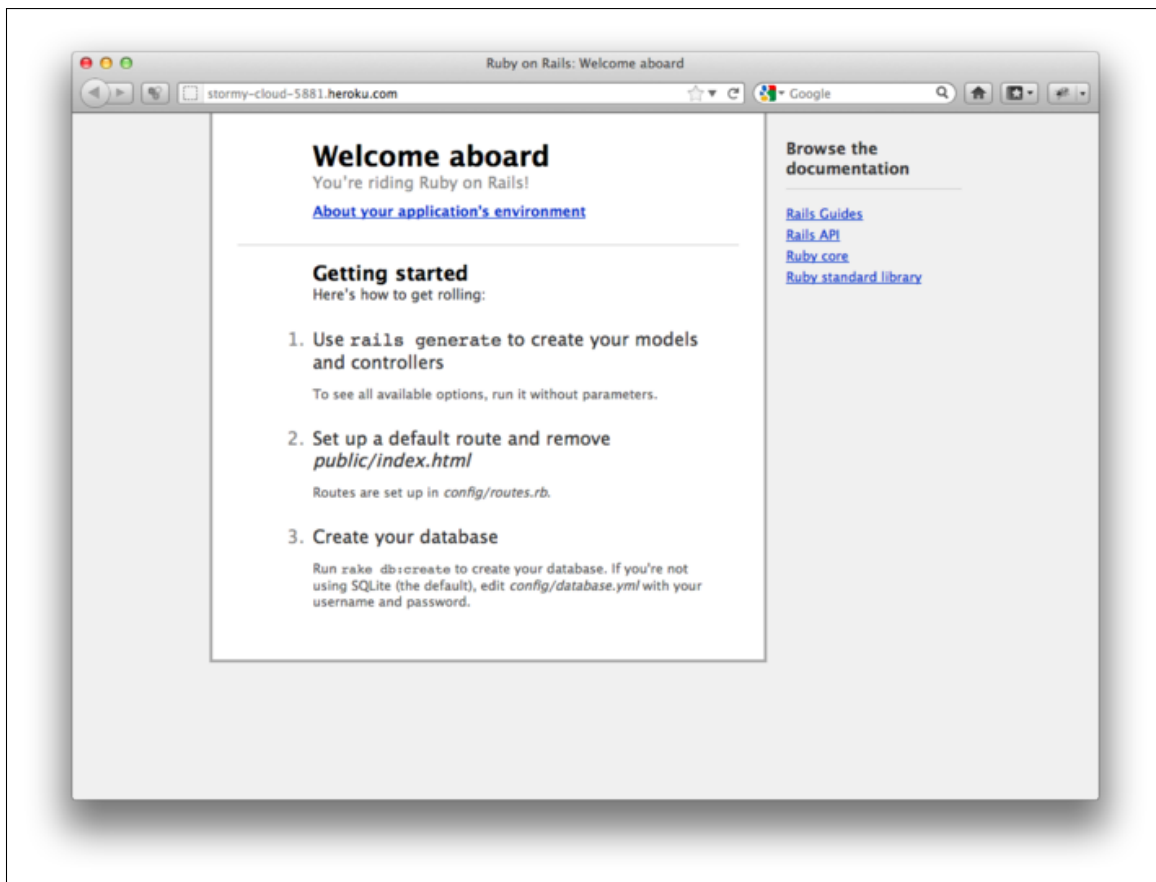 Ruby on Rails: Welcome aboard
stormy-cloud-5881.heroku.com
Google
Welcome aboard
You're riding Ruby on Rails!
About your application's environment
Getting started
Here's how to get rolling:
1. Use rails generate to create your models
and controllers
To see all available options, run it without parameters.
2. Set up a default route and remove
public/index.html
Routes are set up in config/routes.rb.
3. Create your database
Run rake db:create to create your database. If you're not
using SQLite (the default), edit config/database.yml with your
username and password.
Browse the
documentation
Rails Guides
Rails API
Ruby core
Ruby standard library